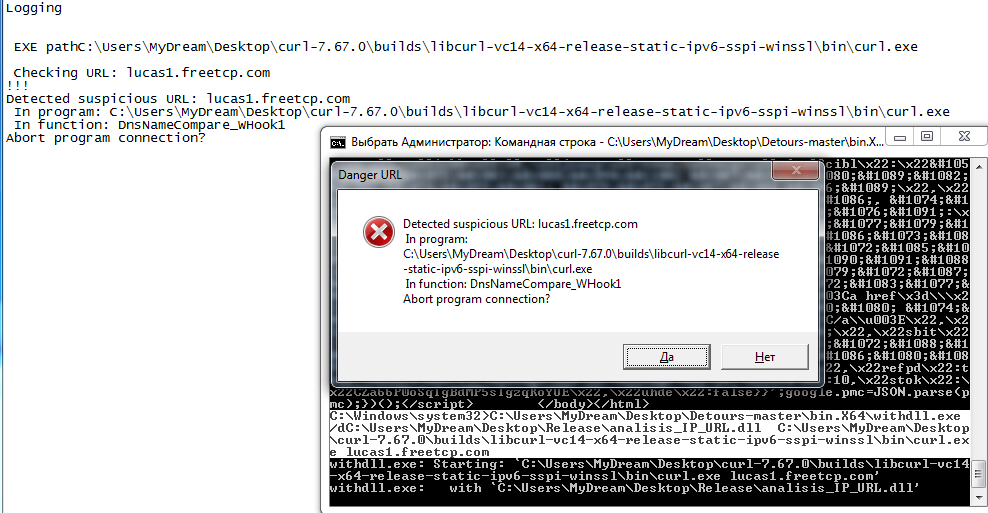 Logging
EXE pathC:\Users\MyDream\Desktop\curl-7.67.0\builds\libcurl-vc14-x64-release-static-ipv6-sspi-winssl\bin\curl.exe
Checking URL: lucas1.freetcp.com
!!!
Detected suspicious URL: lucas1.freetcp.com
In program: C:\Users\MyDream\Desktop\curl-7.67.0\builds\libcurl-vc14-x64-release-static-ipv6-sspi-winssl\bin\curl.exe
In function: DnsNameCompare_WHook1
Abort program connection?
Выбрать Администратор: Командная строка - C:\Users\MyDream\Desktop\Detours-master\bin.X...
Danger URL
Detected suspicious URL: lucas1.freetcp.com
In program:
C:\Users\MyDream\Desktop\curl-7.67.0\builds\libcurl-vc14-x64-release
-static-ipv6-sspi-winssl\bin\curl.exe
In function: DnsNameCompare_WHook1
Abort program connection?
Да
Нет
cibl\x22:\x22&#105
080;&#1089;&#1082;
6;&#1089;\x22,\x22
1086;, &#1074;&#1
&#1076;&#1091;:\x
&#1077;&#1079;&#1
1086;&#1073;&#108
&#1072;&#1085;&#10
1090;&#1091;&#1088
079;&#1072;&#1087;
72;&#1083;&#1077;&
03Ca href\x3d\\\x2
0;&#1080; &#1074;&
C/a\\u003E\x22,\x2
;\x22,\x22sbit\x22
&#1072;&#1088;&#11
1086;&#1080;&#108
22,\x22refpd\x22:t
:10,\x22stok\x22:\
\x22:false}}';google.pmc=JSON.parse(p
mc);})();</script> </body></html>
C:\Windows\system32>C:\Users\MyDream\Desktop\Detours-master\bin.X64\withdll.exe
/dC:\Users\MyDream\Desktop\Release\analisis_IP_URL.dll C:\Users\MyDream\Desktop
\curl-7.67.0\builds\libcurl-vc14-x64-release-static-ipv6-sspi-winssl\bin\curl.ex
e lucas1.freetcp.com
withdll.exe: Starting: `C:\Users\MyDream\Desktop\curl-7.67.0\builds\libcurl-vc14
-x64-release-static-ipv6-sspi-winssl\bin\curl.exe lucas1.freetcp.com'
withdll.exe: with `C:\Users\MyDream\Desktop\Release\analisis_IP_URL.dll'